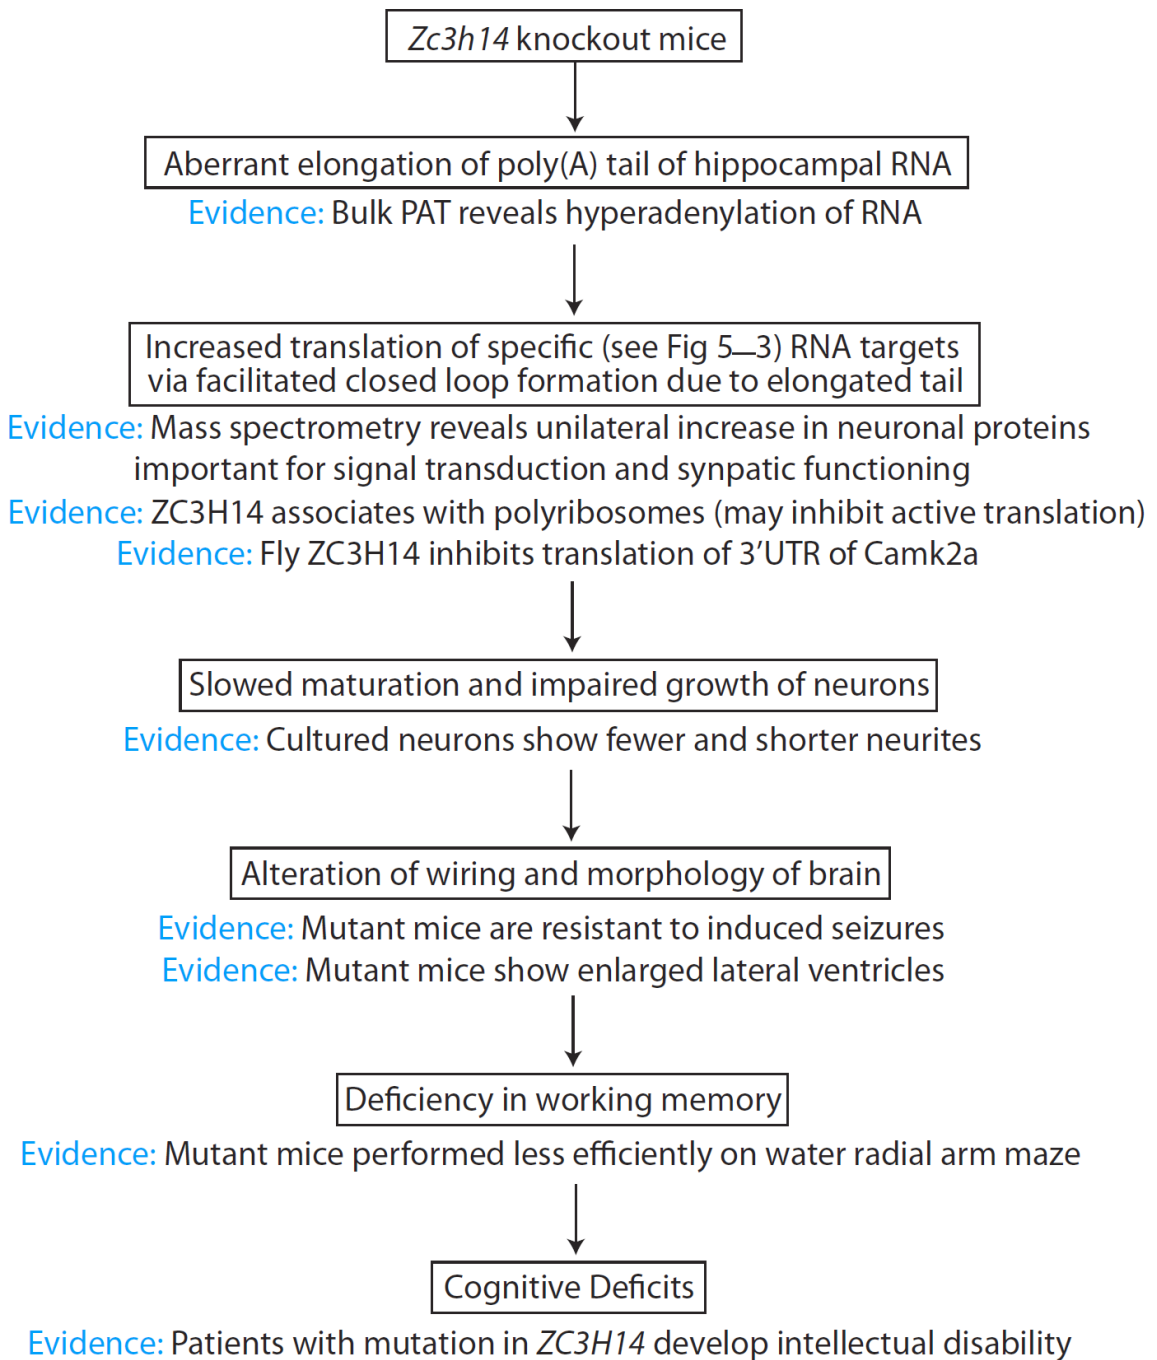 Zc3h14 knockout mice
Aberrant elongation of poly(A) tail of hippocampal RNA
Evidence: Bulk PAT reveals hyperadenylation of RNA
Increased translation of specific (see Fig 5—3) RNA targets
via facilitated closed loop formation due to elongated tail
Evidence: Mass spectrometry reveals unilateral increase in neuronal proteins
important for signal transduction and synpatic functioning
Evidence: ZC3H14 associates with polyribosomes (may inhibit active translation)
Evidence: Fly ZC3H14 inhibits translation of 3’UTR of Camk2a
Slowed maturation and impaired growth of neurons
Evidence: Cultured neurons show fewer and shorter neurites
Alteration of wiring and morphology of brain
Evidence: Mutant mice are resistant to induced seizures
Evidence: Mutant mice show enlarged lateral ventricles
Deficiency in working memory
Evidence: Mutant mice performed less efficiently on water radial arm maze
Cognitive Deficits
Evidence: Patients with mutation in ZC3H14 develop intellectual disability